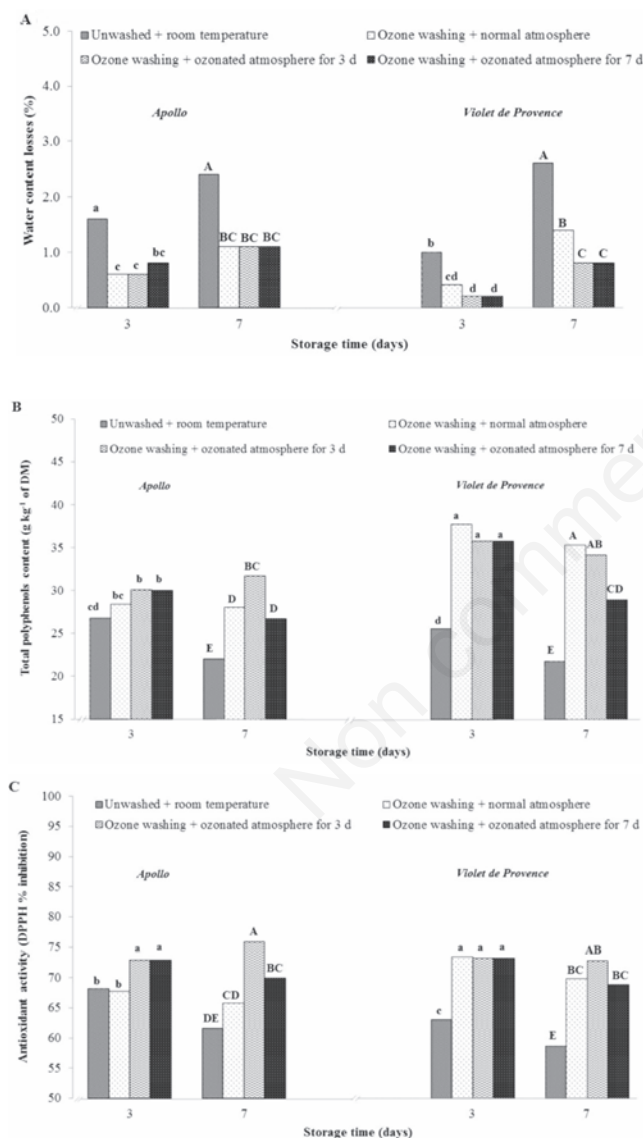 A
Unwashed + room temperature
Ozone washing + normal atmosphere
Ozone washing + ozonated atmosphere for 3 d
Ozone washing + ozonated atmosphere for 7 d
Water content losses (%)
5.0
4.0
3.0
2.0
1.0
0.0
Apollo
Violet de Provence
a
c
c
bc
A
BC
BC
BC
b
cd
d
d
A
B
C
C
3
7
3
7
Storage time (days)
B
Unwashed + room temperature
Ozone washing + normal atmosphere
Ozone washing + ozonated atmosphere for 3 d
Ozone washing + ozonated atmosphere for 7 d
Total polyphenols content (g kg⁻¹ of DM)
50
45
40
35
30
25
20
15
Apollo
Violet de Provence
cd
bc
b
b
E
D
BC
D
d
a
a
a
E
A
AB
CD
3
7
3
7
Storage time (days)
C
Unwashed + room temperature
Ozone washing + normal atmosphere
Ozone washing + ozonated atmosphere for 3 d
Ozone washing + ozonated atmosphere for 7 d
Antioxidant activity (DPPH % inhibition)
100
95
90
85
80
75
70
65
60
55
50
Apollo
Violet de Provence
b
b
a
a
DE
CD
A
BC
c
a
a
a
E
BC
AB
BC
3
7
3
7
Storage time (days)
Non